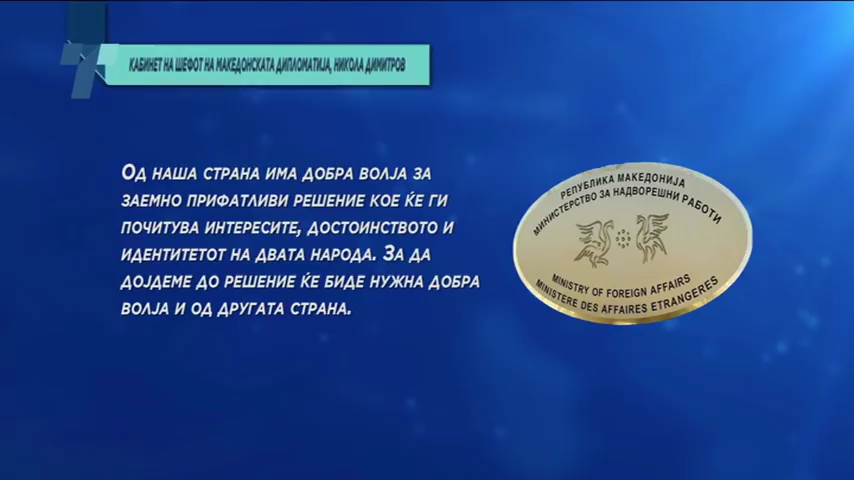 КАБИНЕТ НА ШЕФОТ НА МАКЕДОНСКАТА ДИПЛОМАТИЈА, НИКОЛА ДИМИТРОВ
Од наша страна има добра волја за
заемно прифатливи решение кое ќе ги
почитува интересите, достоинството и
идентитетот на двата народа. За да
дојдеме до решение ќе биде нужна добра
волја и од другата страна.
РЕПУБЛИКА МАКЕДОНИЈА
МИНИСТЕРСТВО ЗА НАДВОРЕШНИ РАБОТИ
MINISTRY OF FOREIGN AFFAIRS
MINISTERE DES AFFAIRES ETRANGERES